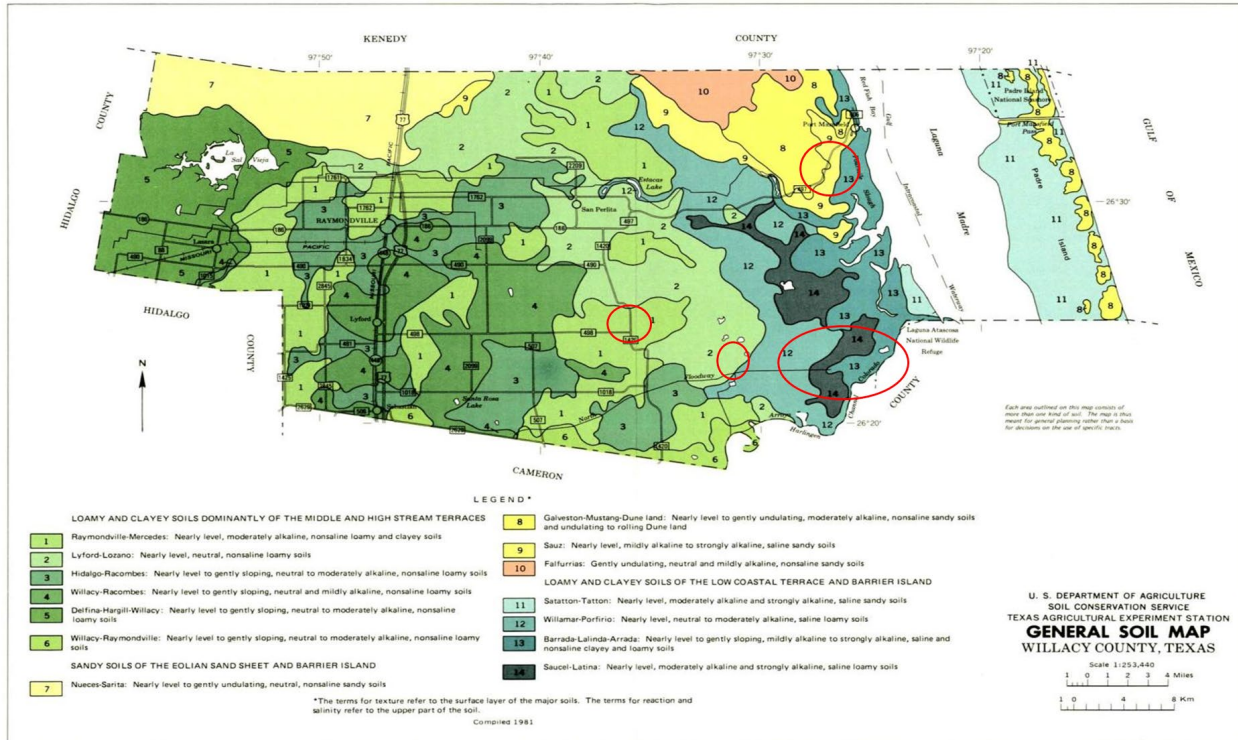 KENEDY COUNTY
97°50'
97°40'
97°30'
97°20'
COUNTY
HIDALGO
La Sal Vieja
RAYMONDVILLE
PACIFIC
MISSOURI
Lasara
Lyford
Sebastian
Santa Rosa Lake
Estacas Lake
San Perlita
Port Mansfield
Red Fish Bay
Gulf
Intracoastal
Waterway
Laguna
Madre
Padre Island
National Seashore
Port Mansfield
Pass
Padre
Island
GULF
OF
MEXICO
26°30'
26°20'
HIDALGO
COUNTY
N
Floodway
North
Arroyo
Colorado
Harlingen
Channel
Laguna Atascosa
National Wildlife
Refuge
CAMERON
COUNTY
Each area outlined on this map consists of
more than one kind of soil. The map is thus
meant for general planning rather than a basis
for decisions on the use of specific tracts.
LEGEND*
LOAMY AND CLAYEY SOILS DOMINANTLY OF THE MIDDLE AND HIGH STREAM TERRACES
1 Raymondville-Mercedes: Nearly level, moderately alkaline, nonsaline loamy and clayey soils
2 Lyford-Lozano: Nearly level, neutral, nonsaline loamy soils
3 Hidalgo-Racombes: Nearly level to gently sloping, neutral to moderately alkaline, nonsaline loamy soils
4 Willacy-Racombes: Nearly level to gently sloping, neutral and mildly alkaline, nonsaline loamy soils
5 Delfina-Hargill-Willacy: Nearly level to gently sloping, neutral to moderately alkaline, nonsaline
loamy soils
6 Willacy-Raymondville: Nearly level to gently sloping, neutral to moderately alkaline, nonsaline loamy
soils
SANDY SOILS OF THE EOLIAN SAND SHEET AND BARRIER ISLAND
7 Nueces-Sarita: Nearly level to gently undulating, neutral, nonsaline sandy soils
8 Galveston-Mustang-Dune land: Nearly level to gently undulating, moderately alkaline, nonsaline sandy soils
and undulating to rolling Dune land
9 Sauz: Nearly level, mildly alkaline to strongly alkaline, saline sandy soils
10 Falfurrias: Gently undulating, neutral and mildly alkaline, nonsaline sandy soils
LOAMY AND CLAYEY SOILS OF THE LOW COASTAL TERRACE AND BARRIER ISLAND
11 Satatton-Tatton: Nearly level, moderately alkaline and strongly alkaline, saline sandy soils
12 Willamar-Porfirio: Nearly level, neutral to moderately alkaline, saline loamy soils
13 Barrada-Lalinda-Arrada: Nearly level to gently sloping, mildly alkaline to strongly alkaline, saline and
nonsaline clayey and loamy soils
14 Saucel-Latina: Nearly level, moderately alkaline and strongly alkaline, saline loamy soils
*The terms for texture refer to the surface layer of the major soils. The terms for reaction and
salinity refer to the upper part of the soil.
Compiled 1981
U. S. DEPARTMENT OF AGRICULTURE
SOIL CONSERVATION SERVICE
TEXAS AGRICULTURAL EXPERIMENT STATION
GENERAL SOIL MAP
WILLACY COUNTY, TEXAS
Scale 1:253,440
1 0 1 2 3 4 Miles
1 0 4 8 Km